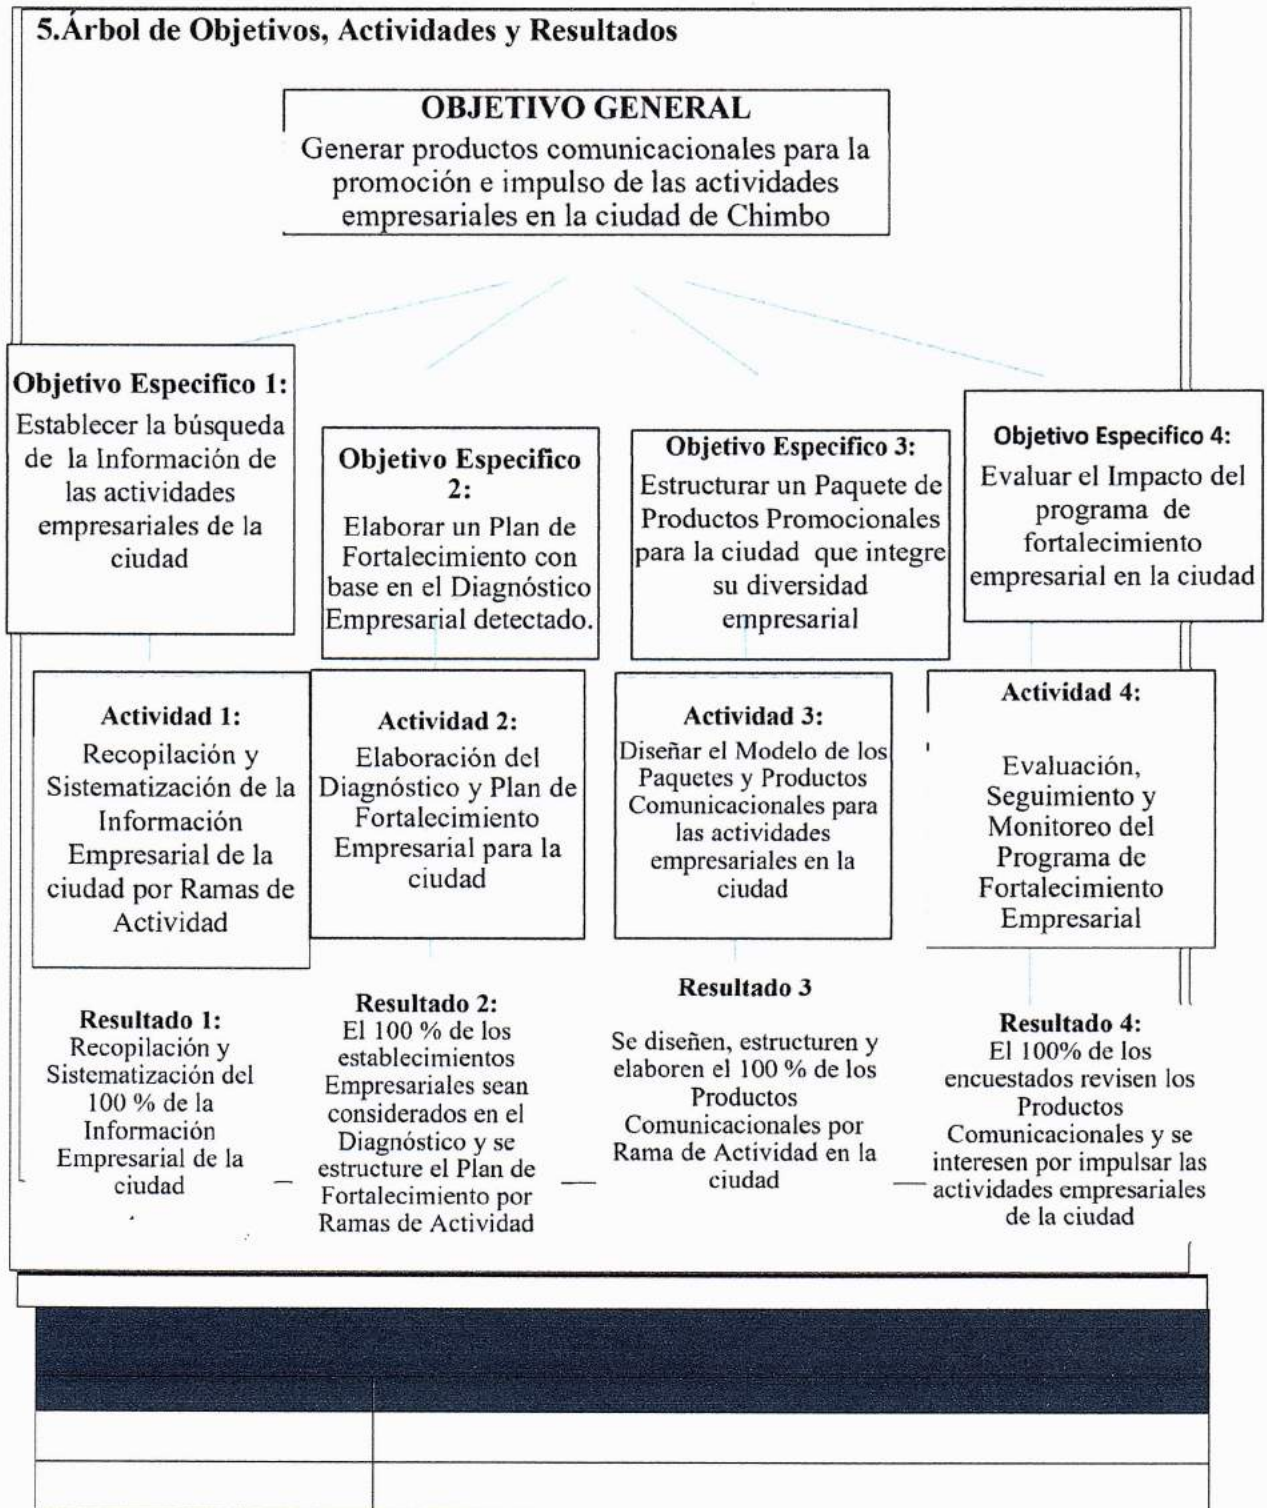 5.Árbol de Objetivos, Actividades y Resultados
OBJETIVO GENERAL
Generar productos comunicacionales para la
promoción e impulso de las actividades
empresariales en la ciudad de Chimbo
Objetivo Especifico 1:
Establecer la búsqueda
de la Información de
las actividades
empresariales de la
ciudad
Objetivo Especifico
2:
Elaborar un Plan de
Fortalecimiento con
base en el Diagnóstico
Empresarial detectado.
Objetivo Especifico 3:
Estructurar un Paquete de
Productos Promocionales
para la ciudad que integre
su diversidad
empresarial
Objetivo Especifico 4:
Evaluar el Impacto del
programa de
fortalecimiento
empresarial en la ciudad
Actividad 1:
Recopilación y
Sistematización de la
Información
Empresarial de la
ciudad por Ramas de
Actividad
Actividad 2:
Elaboración del
Diagnóstico y Plan de
Fortalecimiento
Empresarial para la
ciudad
Actividad 3:
Diseñar el Modelo de los
Paquetes y Productos
Comunicacionales para
las actividades
empresariales en la
ciudad
Actividad 4:
Evaluación,
Seguimiento y
Monitoreo del
Programa de
Fortalecimiento
Empresarial
Resultado 1:
Recopilación y
Sistematización del
100 % de la
Información
Empresarial de la
ciudad
Resultado 2:
El 100 % de los
establecimientos
Empresariales sean
considerados en el
Diagnóstico y se
estructure el Plan de
Fortalecimiento por
Ramas de Actividad
Resultado 3
Se diseñen, estructuren y
elaboren el 100 % de los
Productos
Comunicacionales por
Rama de Actividad en la
ciudad
Resultado 4:
El 100% de los
encuestados revisen los
Productos
Comunicacionales y se
interesen por impulsar las
actividades empresariales
de la ciudad